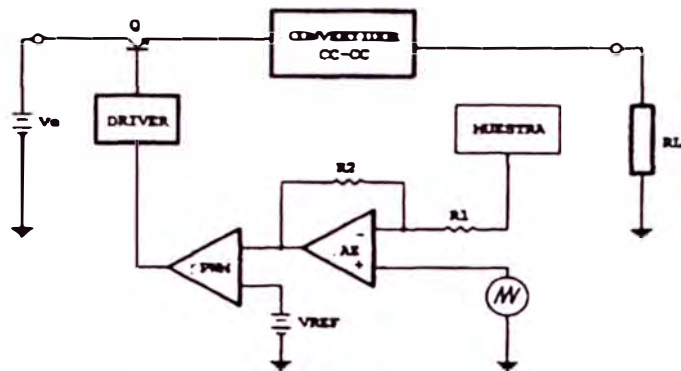 Q
CONVERTIDOR
CC-CC
Ve
DRIVER
MUESTRA
RL
R2
R1
-
AE
+
PWM
VREF